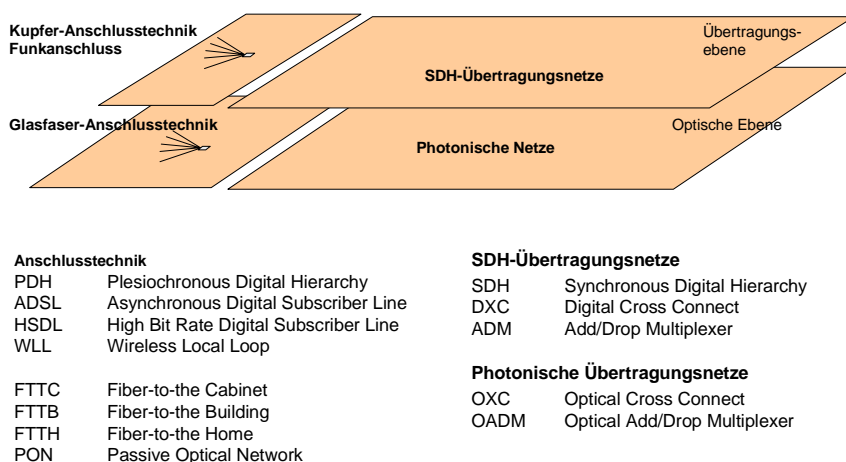 Kupfer-Anschlusstechnik
Funkanschluss
Übertragungs-
ebene
SDH-Übertragungsnetze
Glasfaser-Anschlusstechnik
Optische Ebene
Photonische Netze
Anschlusstechnik
PDH Plesiochronous Digital Hierarchy
ADSL Asynchronous Digital Subscriber Line
HSDL High Bit Rate Digital Subscriber Line
WLL Wireless Local Loop
FTTC Fiber-to-the Cabinet
FTTB Fiber-to-the Building
FTTH Fiber-to-the Home
PON Passive Optical Network
SDH-Übertragungsnetze
SDH Synchronous Digital Hierarchy
DXC Digital Cross Connect
ADM Add/Drop Multiplexer
Photonische Übertragungsnetze
OXC Optical Cross Connect
OADM Optical Add/Drop Multiplexer